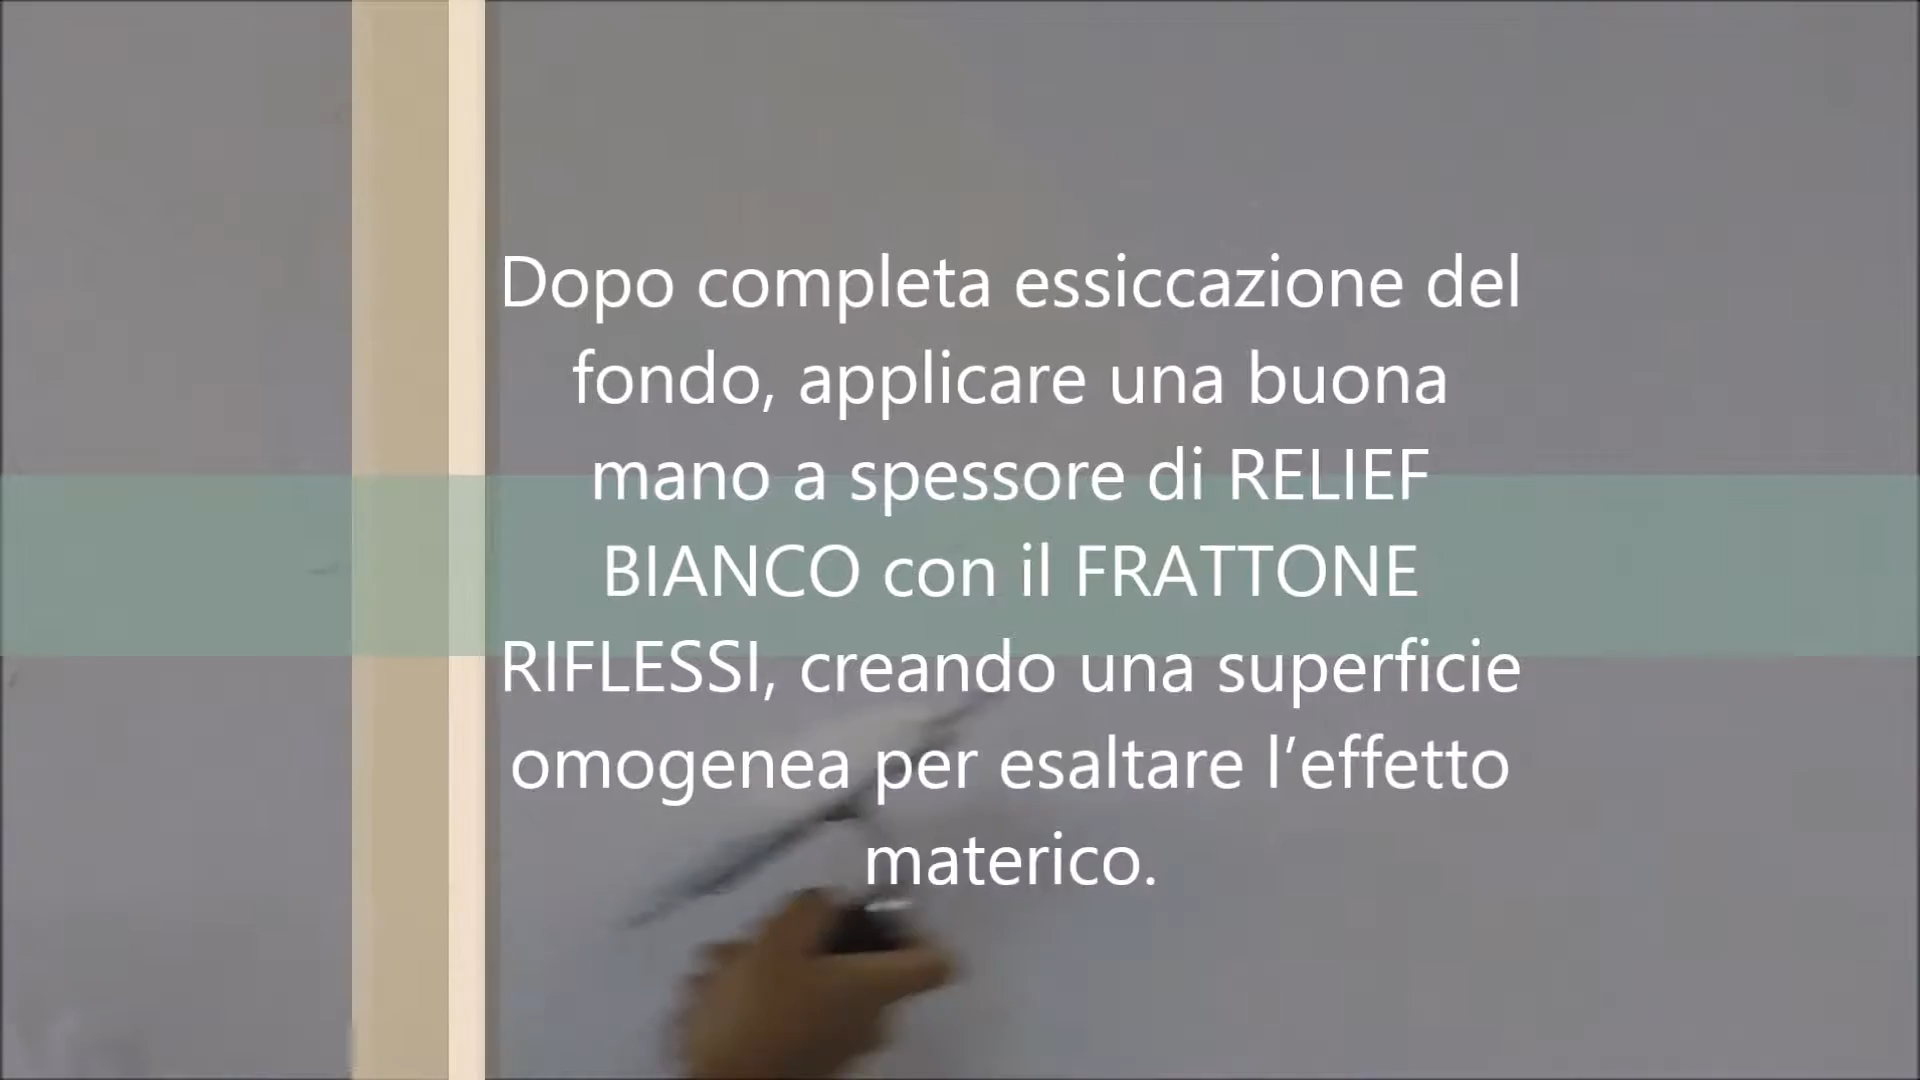 Dopo completa essiccazione del
fondo, applicare una buona
mano a spessore di RELIEF
BIANCO con il FRATTONE
RIFLESSI, creando una superficie
omogenea per esaltare l’effetto
materico.